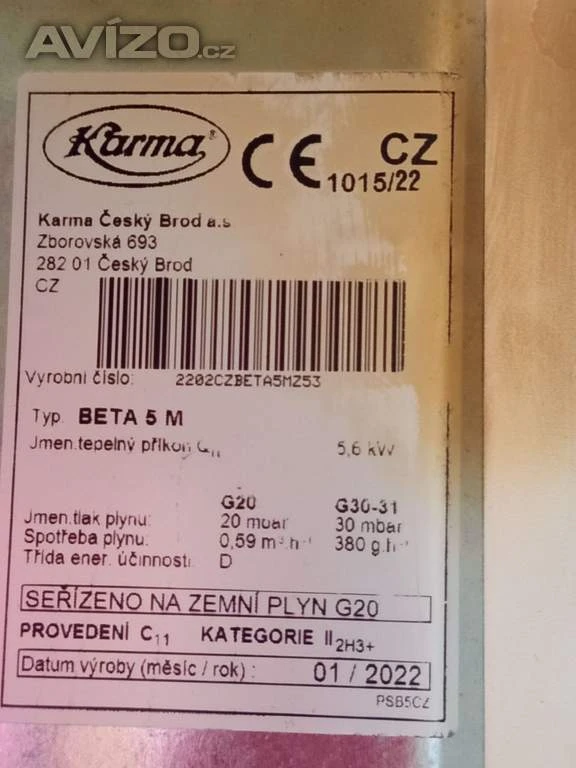 AVÍZO.cz
Karma®
CE CZ
1015/22
Karma Český Brod a.s
Zborovská 693
282 01 Český Brod
CZ
Vyrobní číslo: 2202CZBETA5MZ53
Typ. BETA 5 M
Jmen.tepelný příkon 5,6 kW
G20 G30-31
Jmen.tlak plynu: 20 mbar 30 mbar
Spotřeba plynu: 0,59 m³.h⁻¹ 380 g.h⁻¹
Třída ener. účinnosti: D
SEŘÍZENO NA ZEMNÍ PLYN G20
PROVEDENÍ C₁₁ KATEGORIE II₂H3+
Datum výroby (měsíc / rok) : 01 / 2022
PSB5CZ